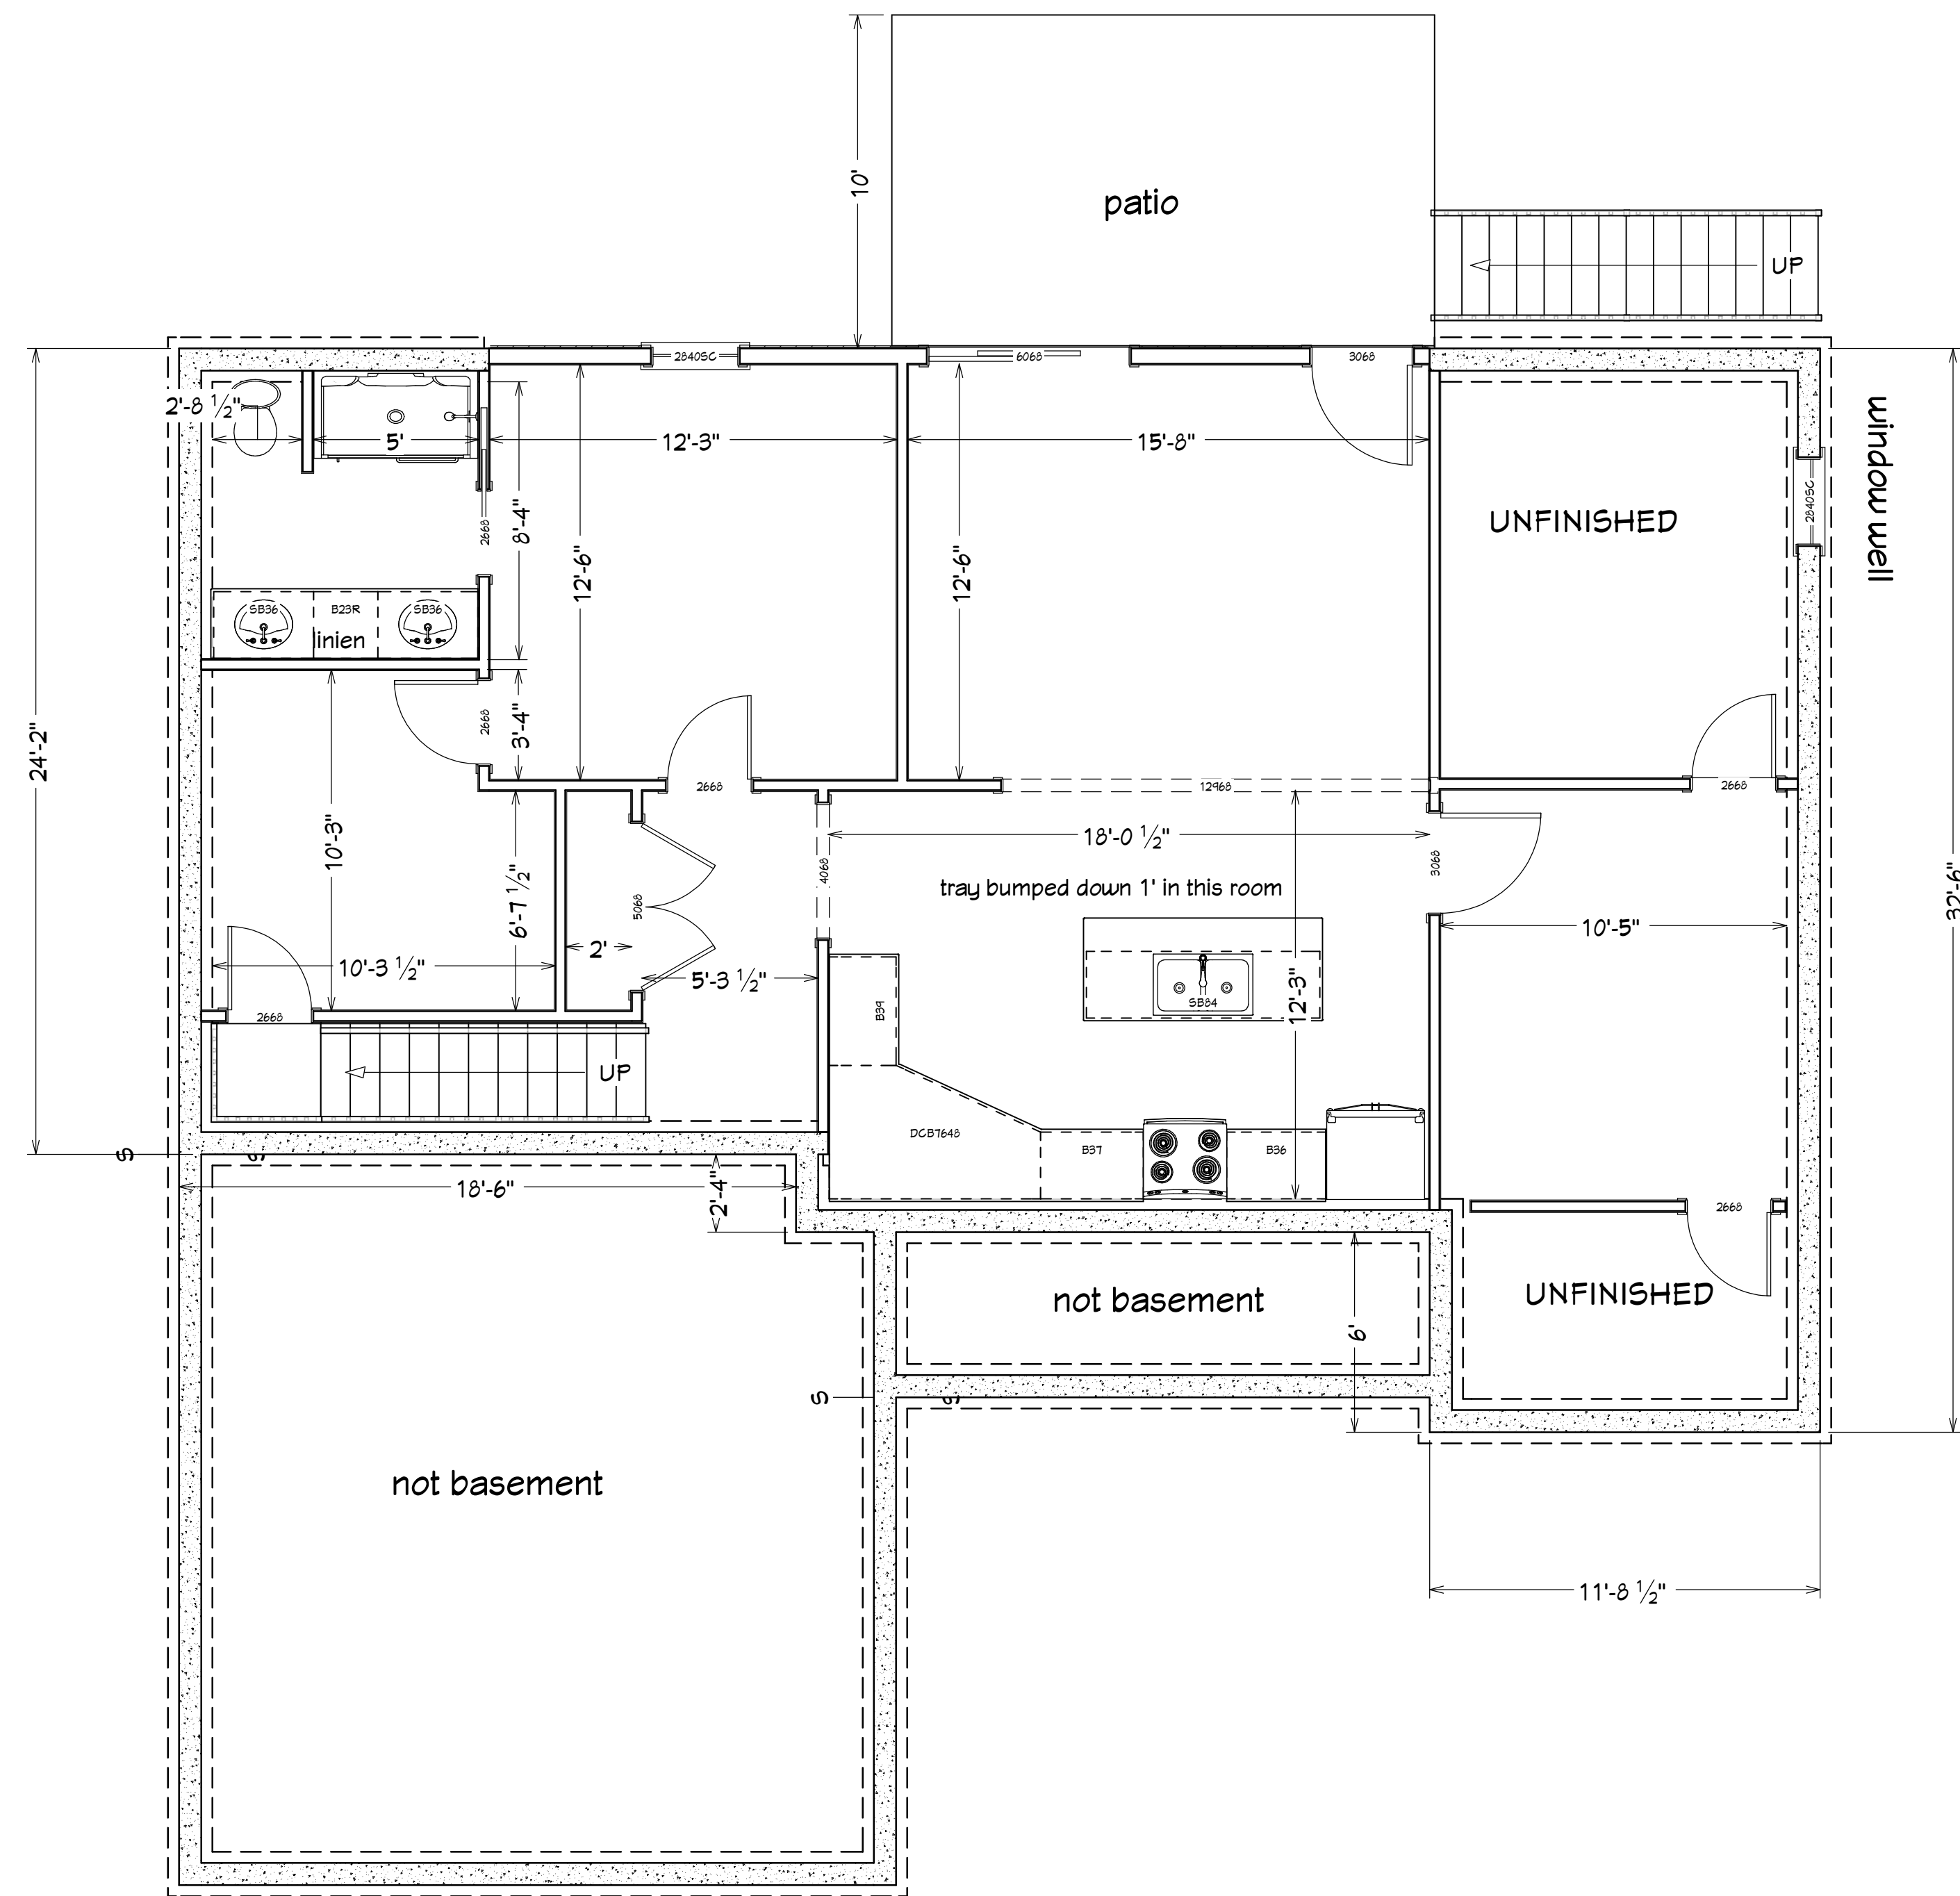 10'
patio
UP
2840SC
6068
3068
2'-8 ½"
5'
12'-3"
15'-8"
window well
2668
8'-4"
12'-6"
12'-6"
UNFINISHED
2840SC
SB36
B23R
SB36
linien
24'-2"
2668
3'-4"
2668
12968
2668
10'-3"
6'-7 ½"
5068
4068
18'-0 ½"
3068
32'-6"
tray bumped down 1' in this room
10'-5"
2'
10'-3 ½"
5'-3 ½"
12'-3"
SB84
B39
2668
UP
DCB7648
B37
B36
S
S
18'-6"
2'-4"
2668
not basement
UNFINISHED
6'
S
S
not basement
11'-8 ½"